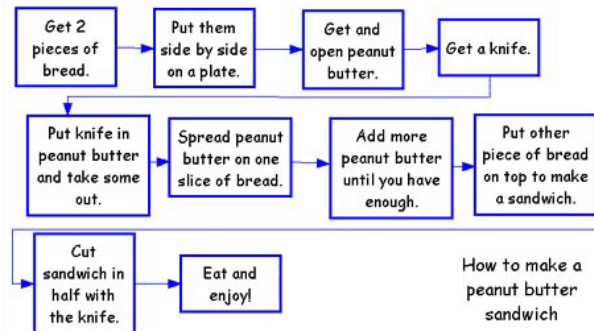 Get 2
pieces of
bread.
Put them
side by side
on a plate.
Get and
open peanut
butter.
Get a knife.
Put knife in
peanut butter
and take some
out.
Spread peanut
butter on one
slice of bread.
Add more
peanut butter
until you have
enough.
Put other
piece of bread
on top to make
a sandwich.
Cut
sandwich in
half with
the knife.
Eat and
enjoy!
How to make a
peanut butter
sandwich